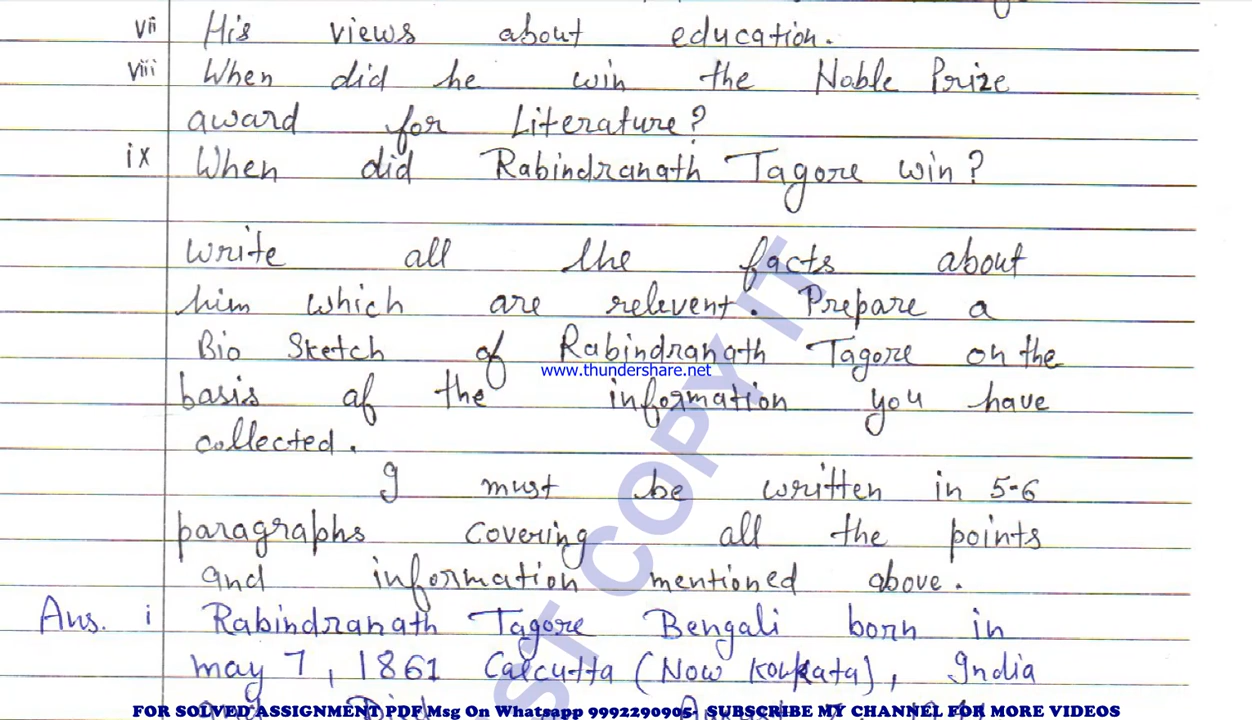 vii His views about education.
viii When did he win the Noble Prize
award for Literature?
ix When did Rabindranath Tagore win?
Write all the facts about
him which are relevent. Prepare a
Bio Sketch of Rabindranath Tagore on the
www.thundershare.net
basis of the information you have
collected.
I must be written in 5-6
paragraphs covering all the points
and information mentioned above.
Ans. i Rabindranath Tagore Bengali born in
may 7, 1861 Calcutta (Now Kolkata), India
ST COPY IT
FOR SOLVED ASSIGNMENT PDF Msg On Whatsapp 9992290905 SUBSCRIBE MY CHANNEL FOR MORE VIDEOS